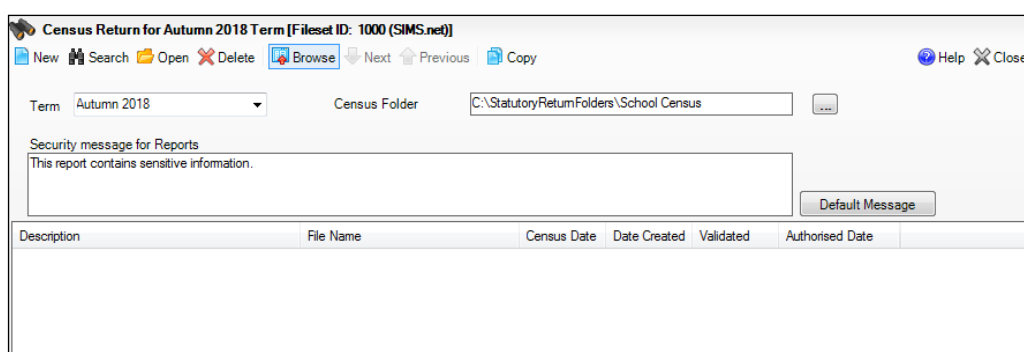 Census Return for Autumn 2018 Term [Fileset ID: 1000 (SIMS.net)]
New Search Open Delete Browse Next Previous Copy Help Close
Term Autumn 2018 Census Folder C:\StatutoryReturnFolders\School Census ...
Security message for Reports
This report contains sensitive information.
Default Message
Description File Name Census Date Date Created Validated Authorised Date